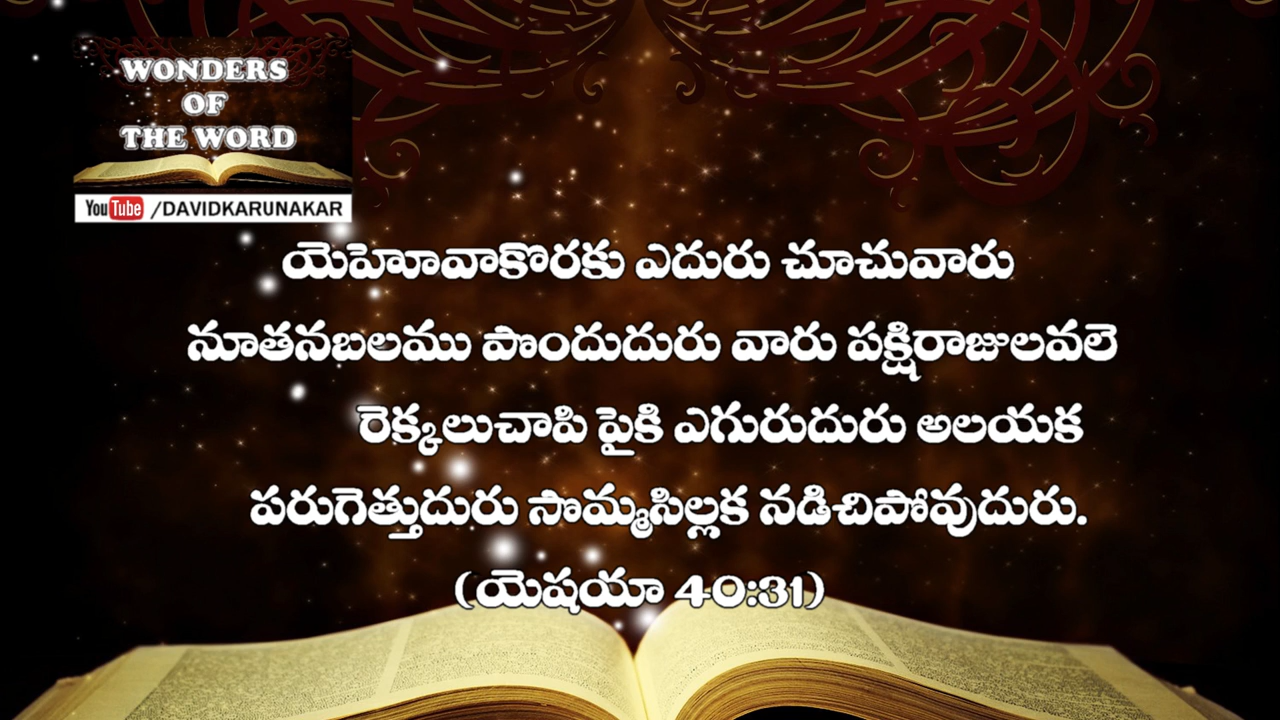 WONDERS
OF
THE WORD
YouTube /DAVIDKARUNAKAR
యెహోవాకొరకు ఎదురు చూచువారు
నూతనబలము పొందుదురు వారు పక్షిరాజులవలె
రెక్కలుచాపి పైకి ఎగురుదురు అలయక
పరుగెత్తుదురు సొమ్మసిల్లక నడిచిపోవుదురు.
(యెషయా 40:31)